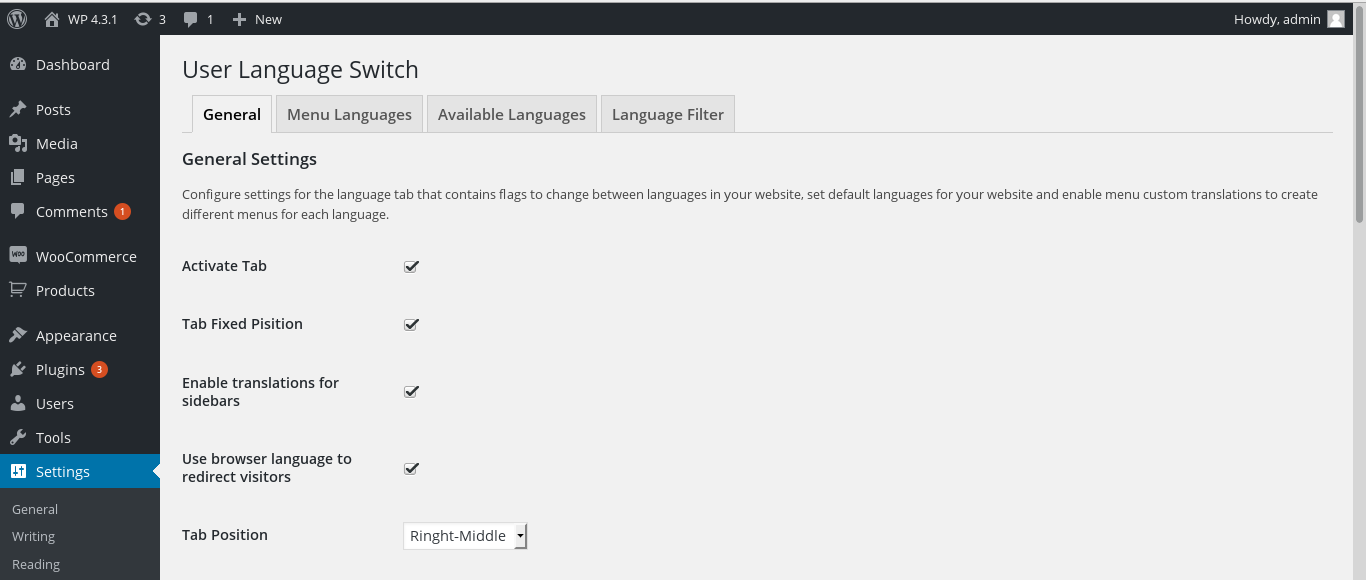 WP 4.3.1 3 1 New Howdy, admin
Dashboard
Posts
Media
Pages
Comments 1
WOO WooCommerce
Products
Appearance
Plugins 3
Users
Tools
Settings
General
Writing
Reading
User Language Switch
General Menu Languages Available Languages Language Filter
General Settings
Configure settings for the language tab that contains flags to change between languages in your website, set default languages for your website and enable menu custom translations to create
different menus for each language.
Activate Tab
Tab Fixed Pisition
Enable translations for
sidebars
Use browser language to
redirect visitors
Tab Position Ringht-Middle